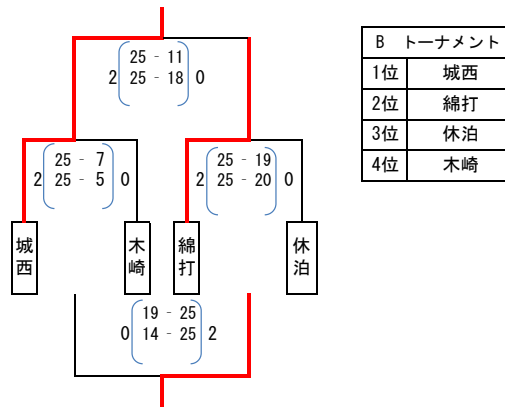 25 - 11
2 25 - 18 0
25 - 7
2 25 - 5 0
25 - 19
2 25 - 20 0
城西
木崎
綿打
休泊
19 - 25
0 14 - 25 2
B トーナメント
1位 城西
2位 綿打
3位 休泊
4位 木崎